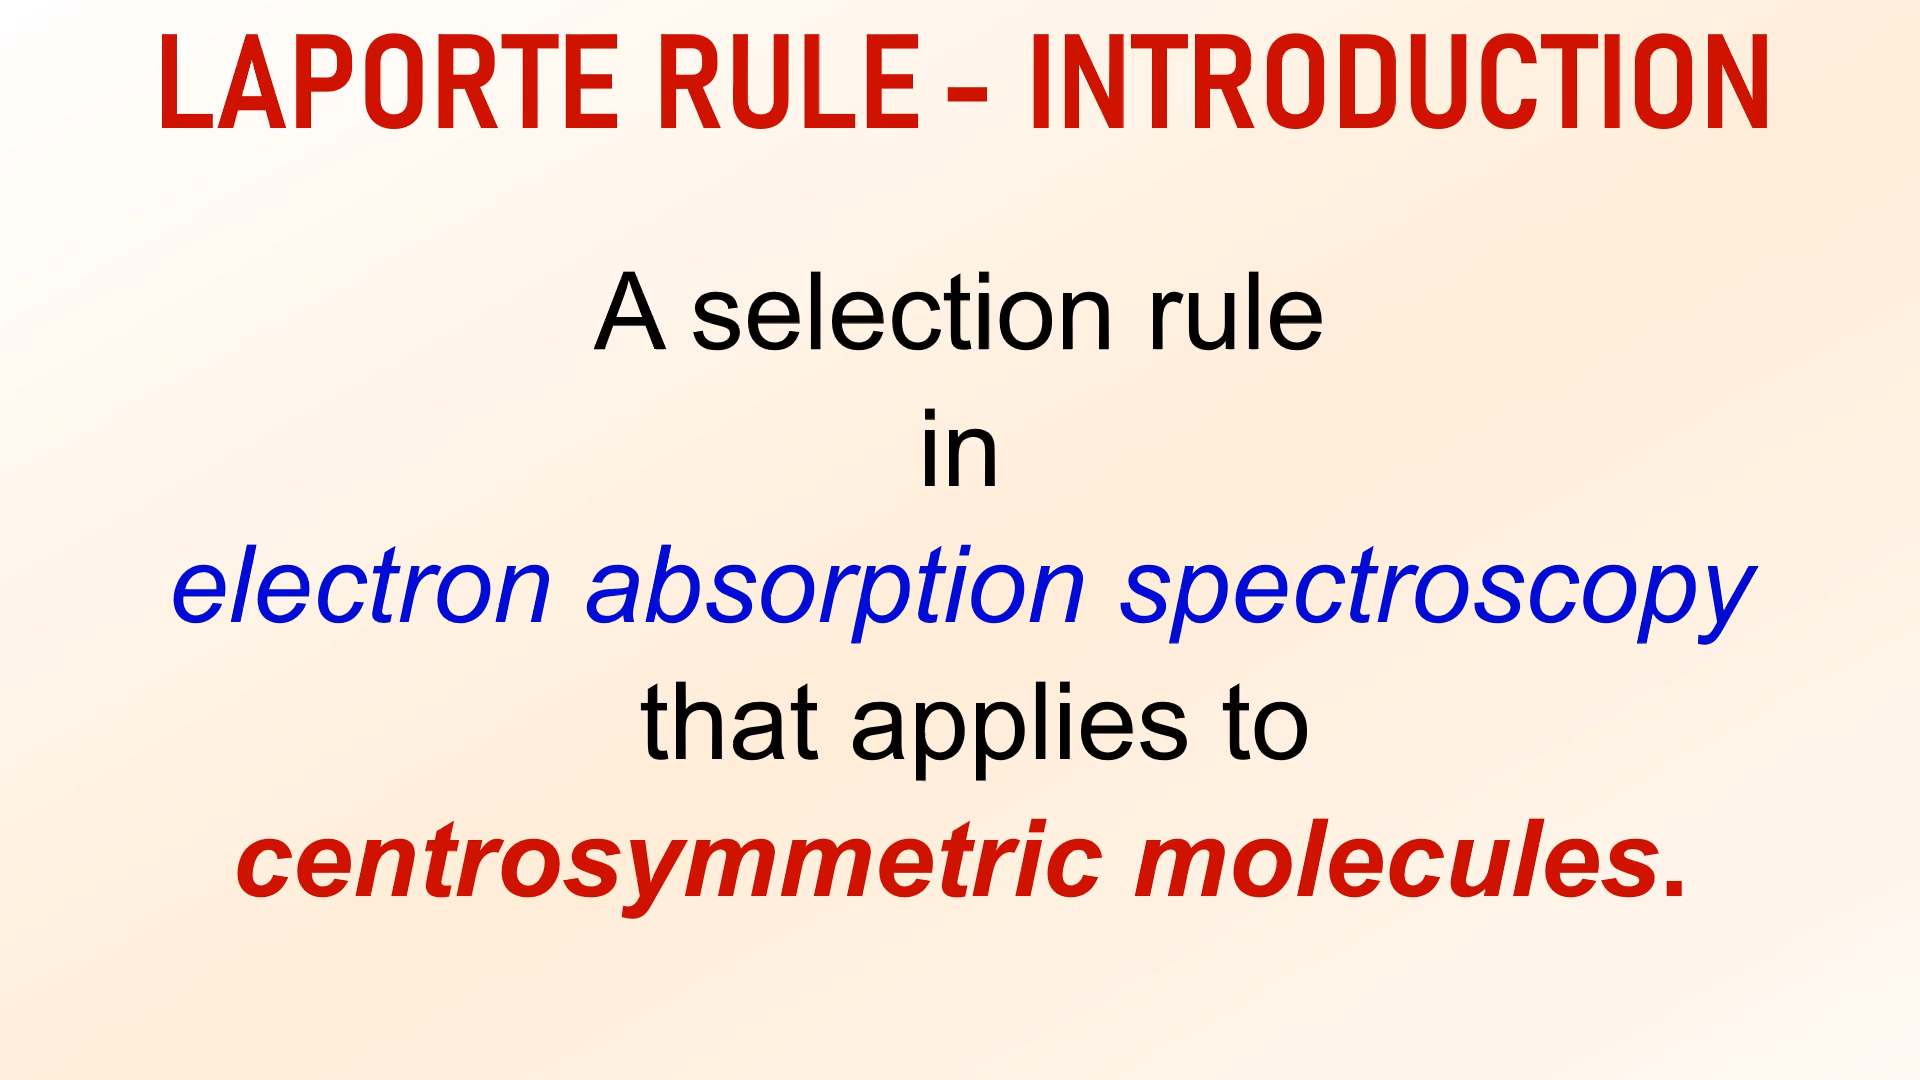 LAPORTE RULE - INTRODUCTION
A selection rule
in
electron absorption spectroscopy
that applies to
centrosymmetric molecules.